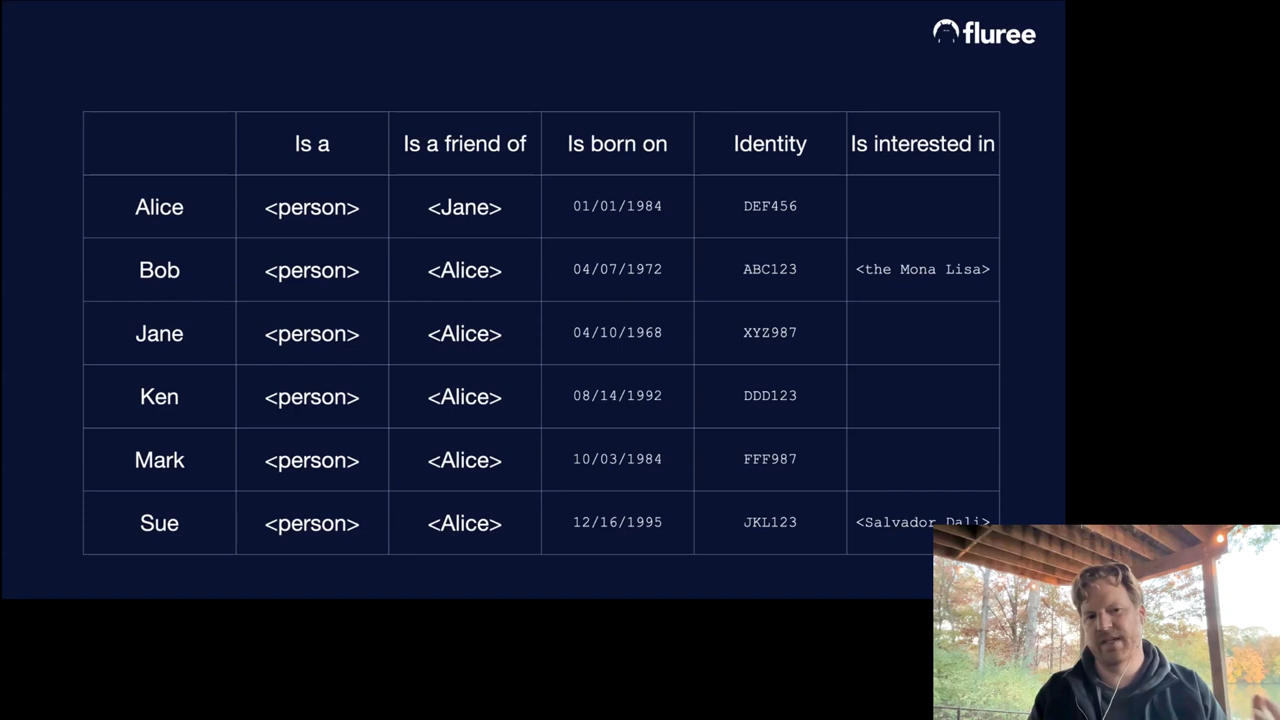 fluree
Is a Is a friend of Is born on Identity Is interested in
Alice <person> <Jane> 01/01/1984 DEF456
Bob <person> <Alice> 04/07/1972 ABC123 <the Mona Lisa>
Jane <person> <Alice> 04/10/1968 XYZ987
Ken <person> <Alice> 08/14/1992 DDD123
Mark <person> <Alice> 10/03/1984 FFF987
Sue <person> <Alice> 12/16/1995 JKL123 <Salvador Dali>